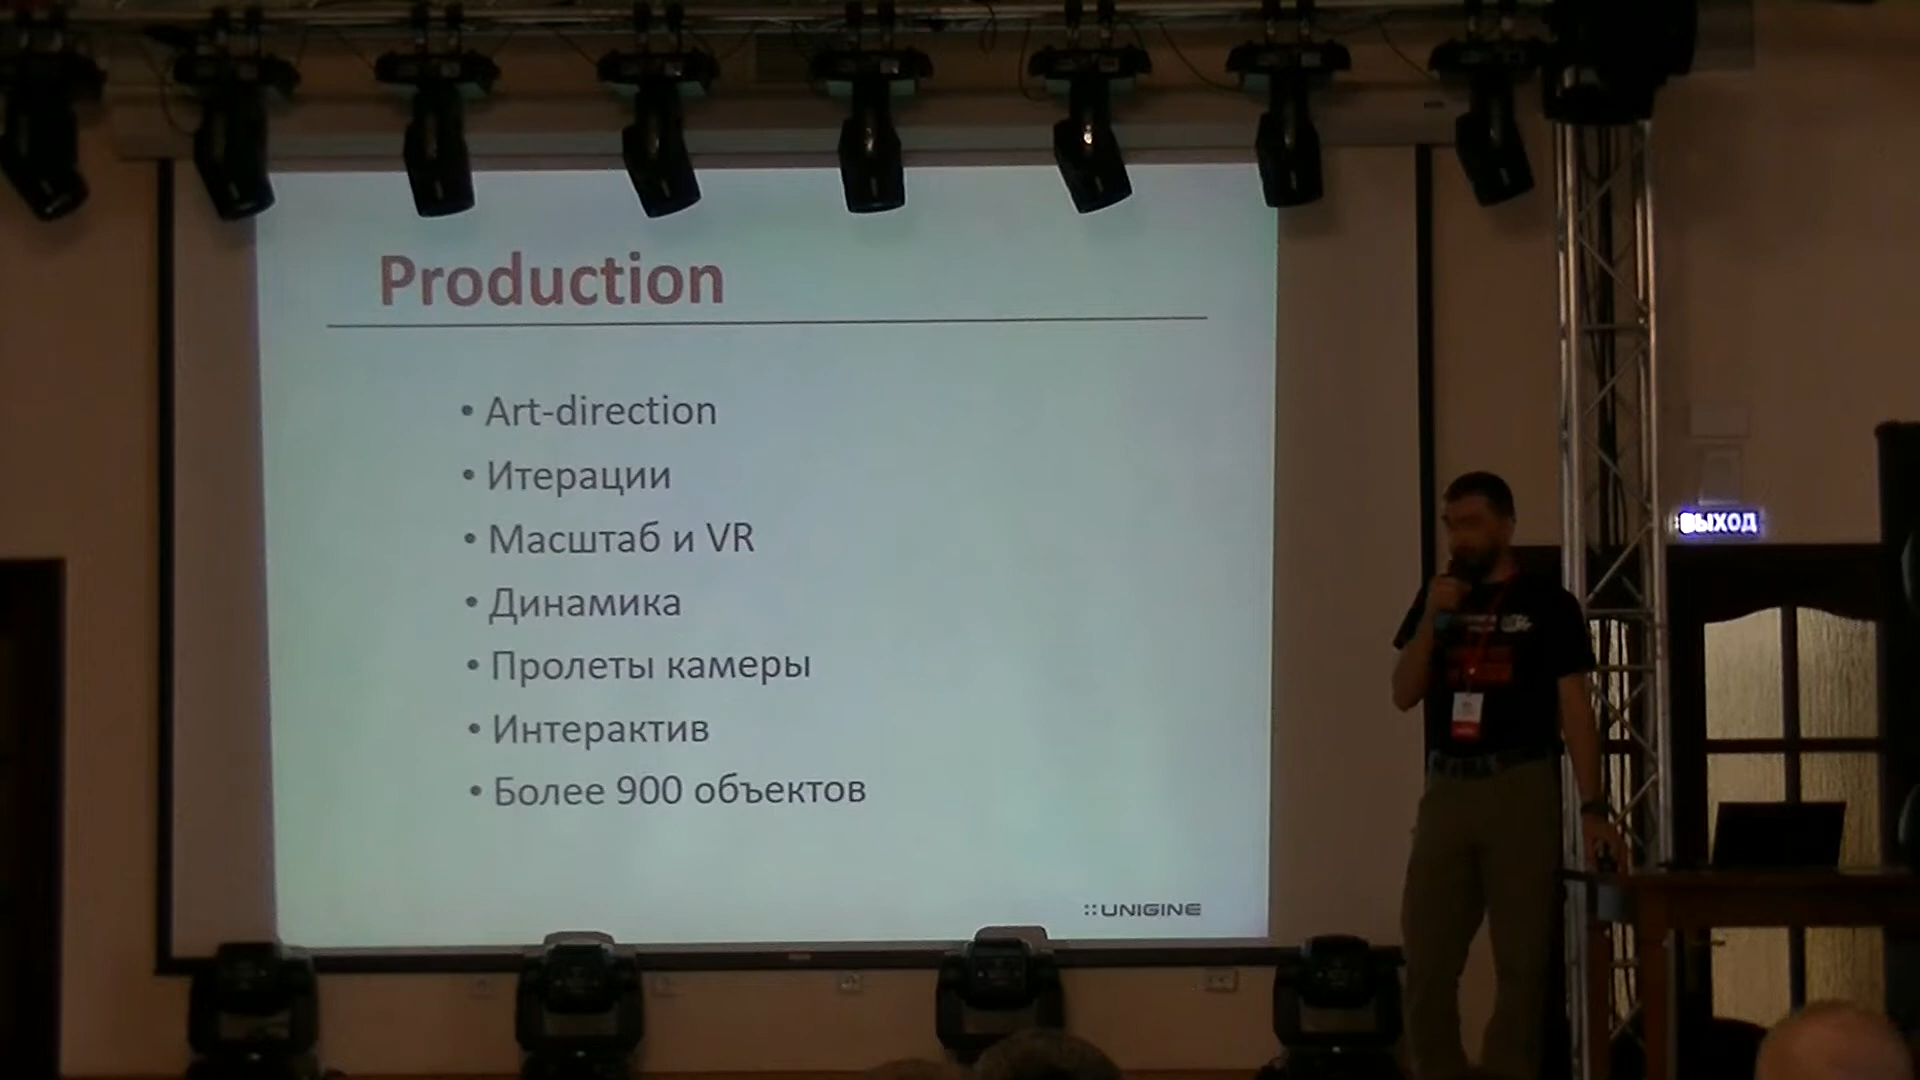 Production
• Art-direction
• Итерации
• Масштаб и VR
• Динамика
• Пролеты камеры
• Интерактив
• Более 900 объектов
::UNIGINE
ВЫХОД